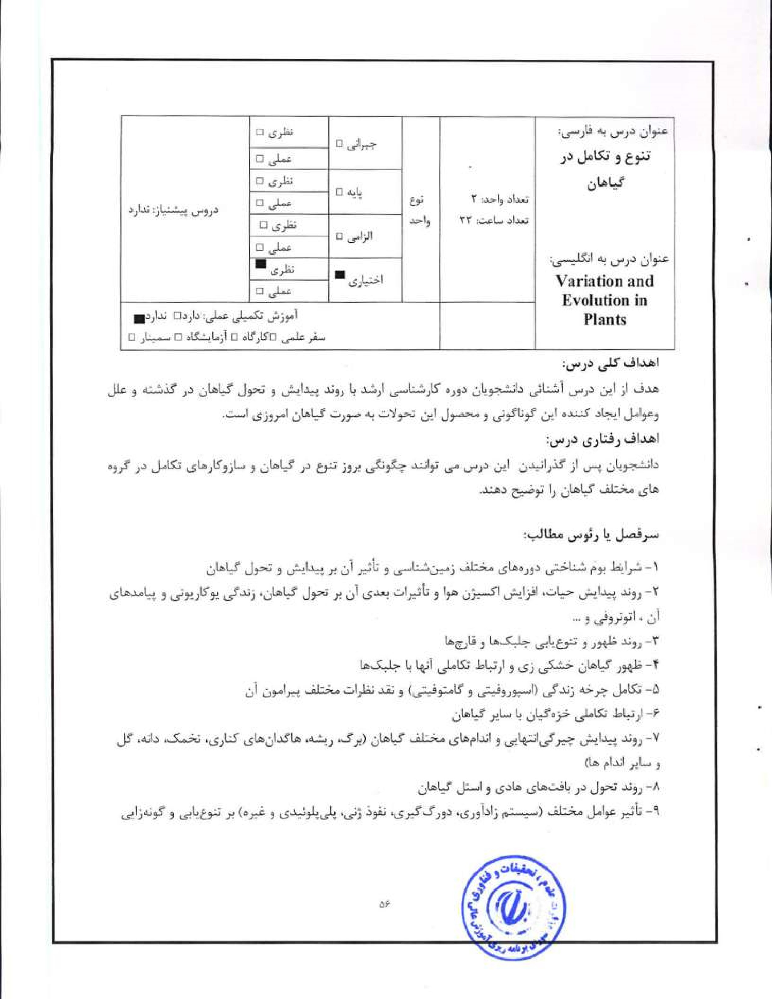 عنوان درس به فارسی:
تنوع و تکامل در
گیاهان
عنوان درس به انگلیسی:
Variation and
Evolution in
Plants
تعداد واحد: ۲
تعداد ساعت: ۳۲
نوع
واحد
جبرانی □
نظری □
عملی □
پایه □
نظری □
عملی □
الزامی □
نظری □
عملی □
اختیاری ■
نظری ■
عملی □
دروس پیشنیاز: ندارد
آموزش تکمیلی عملی: دارد□ ندارد■
سفر علمی □کارگاه □ آزمایشگاه □ سمینار □
اهداف کلی درس:
هدف از این درس آشنائی دانشجویان دوره کارشناسی ارشد با روند پیدایش و تحول گیاهان در گذشته و علل
وعوامل ایجاد کننده این گوناگونی و محصول این تحولات به صورت گیاهان امروزی است.
اهداف رفتاری درس:
دانشجویان پس از گذرانیدن این درس می توانند چگونگی بروز تنوع در گیاهان و سازوکارهای تکامل در گروه
های مختلف گیاهان را توضیح دهند.
سرفصل یا رئوس مطالب:
۱- شرایط بوم شناختی دوره‌های مختلف زمین‌شناسی و تأثیر آن بر پیدایش و تحول گیاهان
۲- روند پیدایش حیات، افزایش اکسیژن هوا و تأثیرات بعدی آن بر تحول گیاهان، زندگی یوکاریوتی و پیامدهای
آن ، اتوتروفی و ...
۳- روند ظهور و تنوع‌یابی جلبک‌ها و قارچ‌ها
۴- ظهور گیاهان خشکی زی و ارتباط تکاملی آنها با جلبک‌ها
۵- تکامل چرخه زندگی (اسپوروفیتی و گامتوفیتی) و نقد نظرات مختلف پیرامون آن
۶- ارتباط تکاملی خزه‌گیان با سایر گیاهان
۷- روند پیدایش چیرگی‌انتهایی و اندام‌های مختلف گیاهان (برگ، ریشه، هاگدان‌های کناری، تخمک، دانه، گل
و سایر اندام ها)
۸- روند تحول در بافت‌های هادی و استل گیاهان
۹- تأثیر عوامل مختلف (سیستم زادآوری، دورگ‌گیری، نفوذ ژنی، پلی‌پلوئیدی و غیره) بر تنوع‌یابی و گونه‌زایی
۵۶
علوم ، تحقیقات و فناوری
شورای برنامه ریزی آموزش عالی